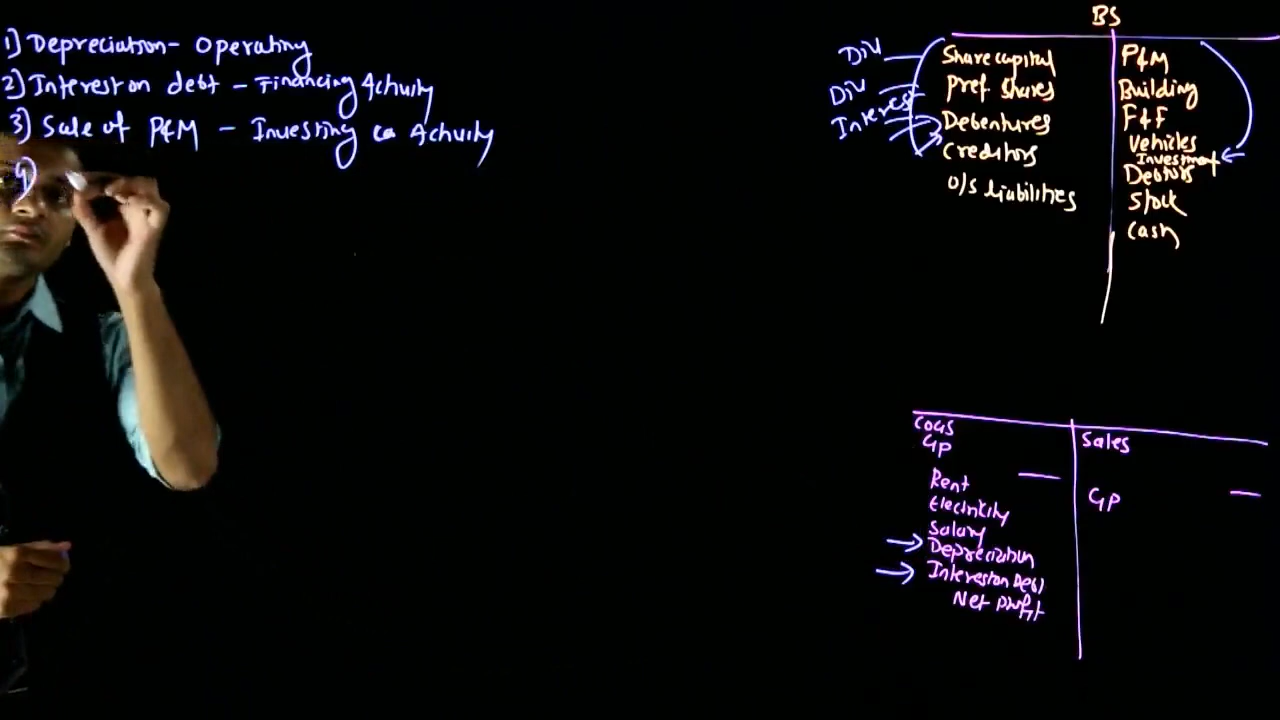 1) Depreciation - Operating
2) Interest on debt - Financing Activity
3) Sale of P&M - Investing Activity
4)
BS
Div
Div
Interest
Share capital
Pref Shares
Debentures
Creditors
O/S Liabilities
P&M
Building
F&F
Vehicles
Investment
Debtors
Stock
Cash
COGS
GP
Rent
Electricity
Salary
Depreciation
Interest on Debt
Net Profit
Sales
GP